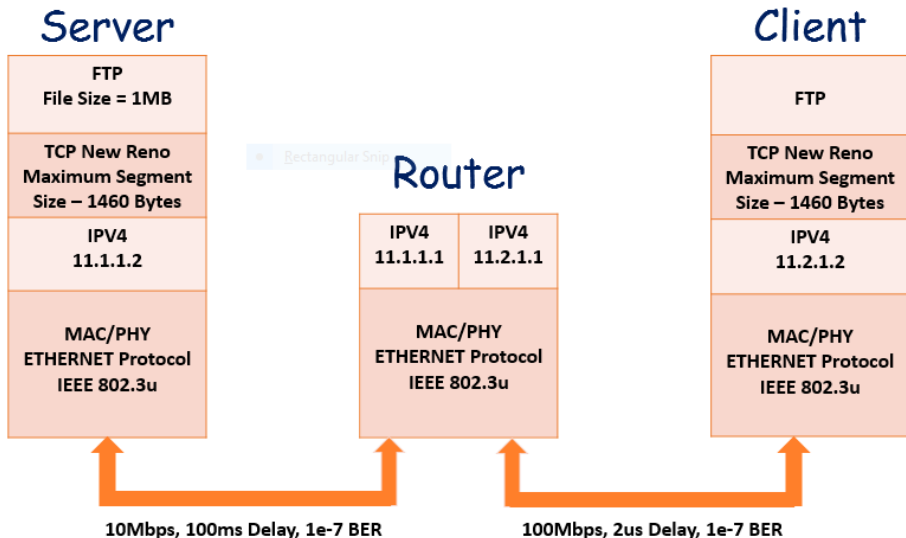 Server
FTP
File Size = 1MB
TCP New Reno
Maximum Segment
Size – 1460 Bytes
IPV4
11.1.1.2
MAC/PHY
ETHERNET Protocol
IEEE 802.3u
Rectangular Snip
Router
IPV4
11.1.1.1
IPV4
11.2.1.1
MAC/PHY
ETHERNET Protocol
IEEE 802.3u
Client
FTP
TCP New Reno
Maximum Segment
Size – 1460 Bytes
IPV4
11.2.1.2
MAC/PHY
ETHERNET Protocol
IEEE 802.3u
10Mbps, 100ms Delay, 1e-7 BER
100Mbps, 2us Delay, 1e-7 BER